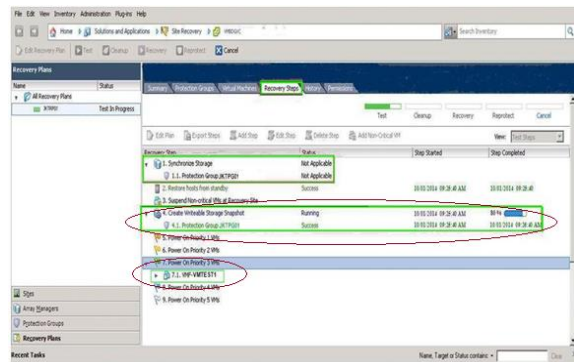 File Edit View Inventory Administration Plug-ins Help
Home Solutions and Applications Site Recovery
Search Inventory
Edit Recovery Plan Test Cleanup Recovery Reprotect Cancel
Recovery Plans
Name Status
All Recovery Plans
Test In Progress
Summary Protection Groups Virtual Machines Recovery Steps History Permissions
Test Cleanup Recovery Reprotect Cancel
Edit Plan Export Steps Add Step Edit Step Delete Step Add Non-Critical VM View: Test Steps
Recovery Step Status Step Started Step Completed
1. Synchronize Storage Not Applicable
1.1. Protection Group Not Applicable
2. Restore hosts from standby Success
3. Suspend Non-critical VMs at Recovery Site
4. Create Writeable Storage Snapshot Running
4.1. Protection Group Success
5. Power On Priority 1 VMs
6. Power On Priority 2 VMs
7. Power On Priority 3 VMs
7.1. VMF-VMTEST1
8. Power On Priority 4 VMs
9. Power On Priority 5 VMs
Sites
Array Managers
Protection Groups
Recovery Plans
Recent Tasks
Name, Target or Status contains: Clear